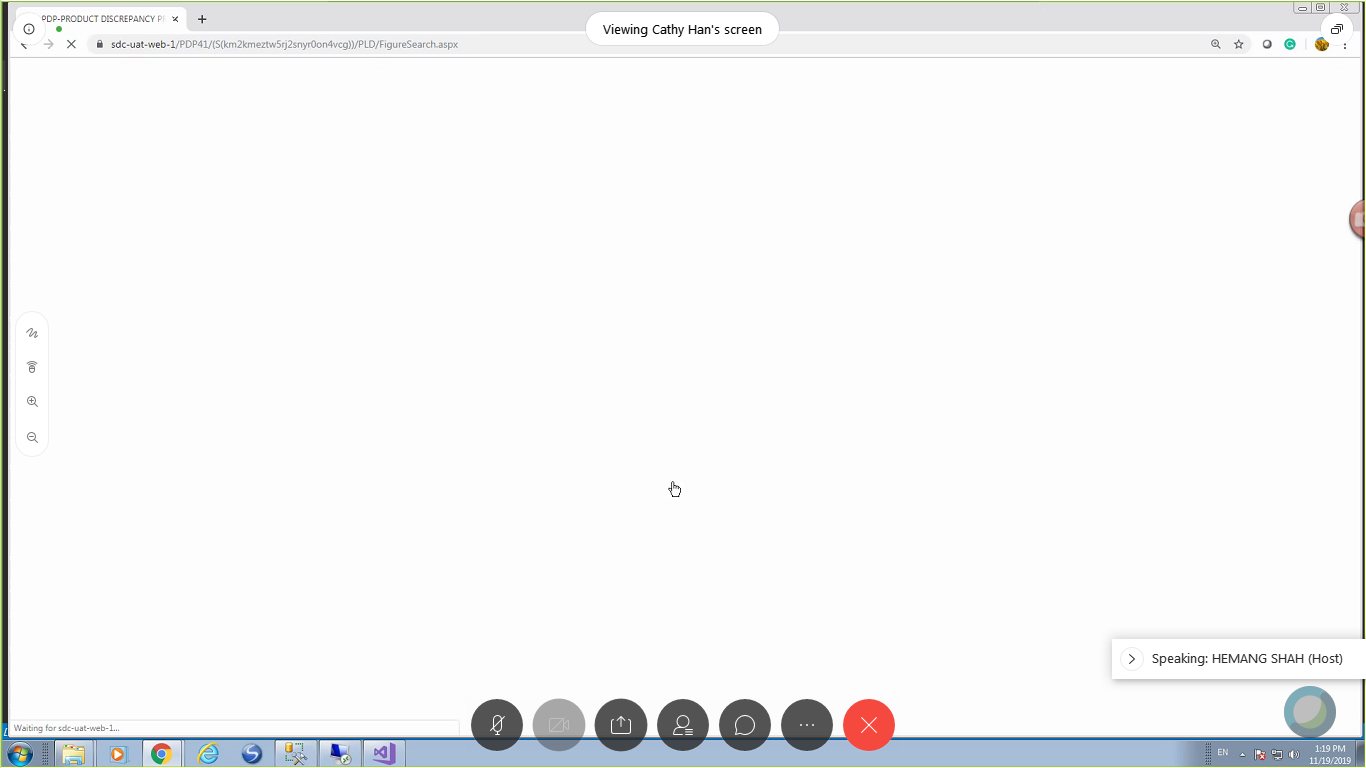 PDP-PRODUCT DISCREPANCY P
Viewing Cathy Han's screen
sdc-uat-web-1/PDP41/(S(km2kmeztw5rj2snyr0on4vcg))/PLD/FigureSearch.aspx
Speaking: HEMANG SHAH (Host)
Waiting for sdc-uat-web-1...
EN
1:19 PM
11/19/2019